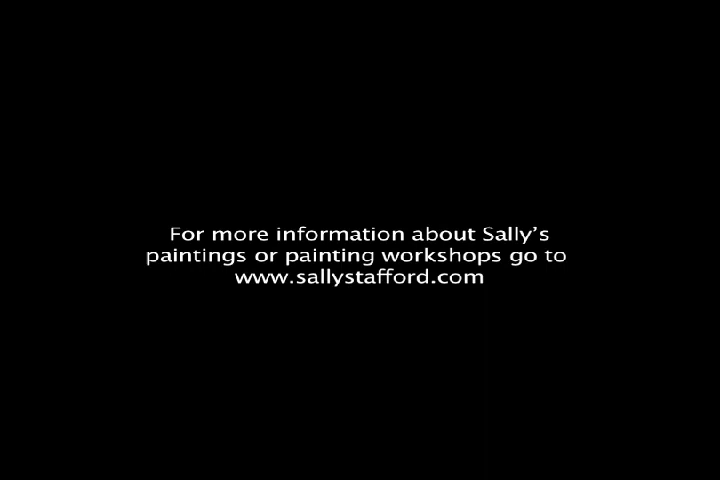 For more information about Sally’s
paintings or painting workshops go to
www.sallystafford.com